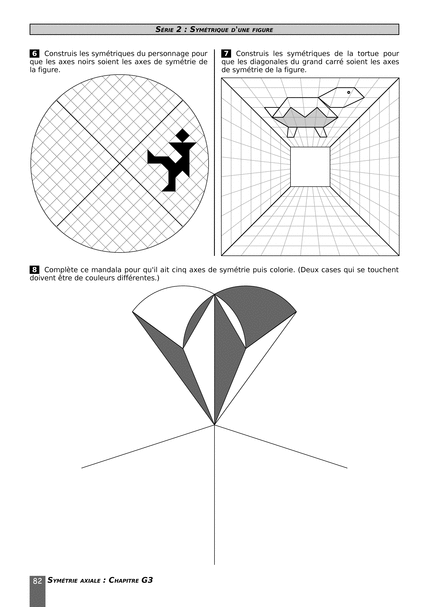 Série 2 : Symétrique d'une figure
6 Construis les symétriques du personnage pour
que les axes noirs soient les axes de symétrie de
la figure.
7 Construis les symétriques de la tortue pour
que les diagonales du grand carré soient les axes
de symétrie de la figure.
8 Complète ce mandala pour qu'il ait cinq axes de symétrie puis colorie. (Deux cases qui se touchent
doivent être de couleurs différentes.)
82 Symétrie axiale : Chapitre G3